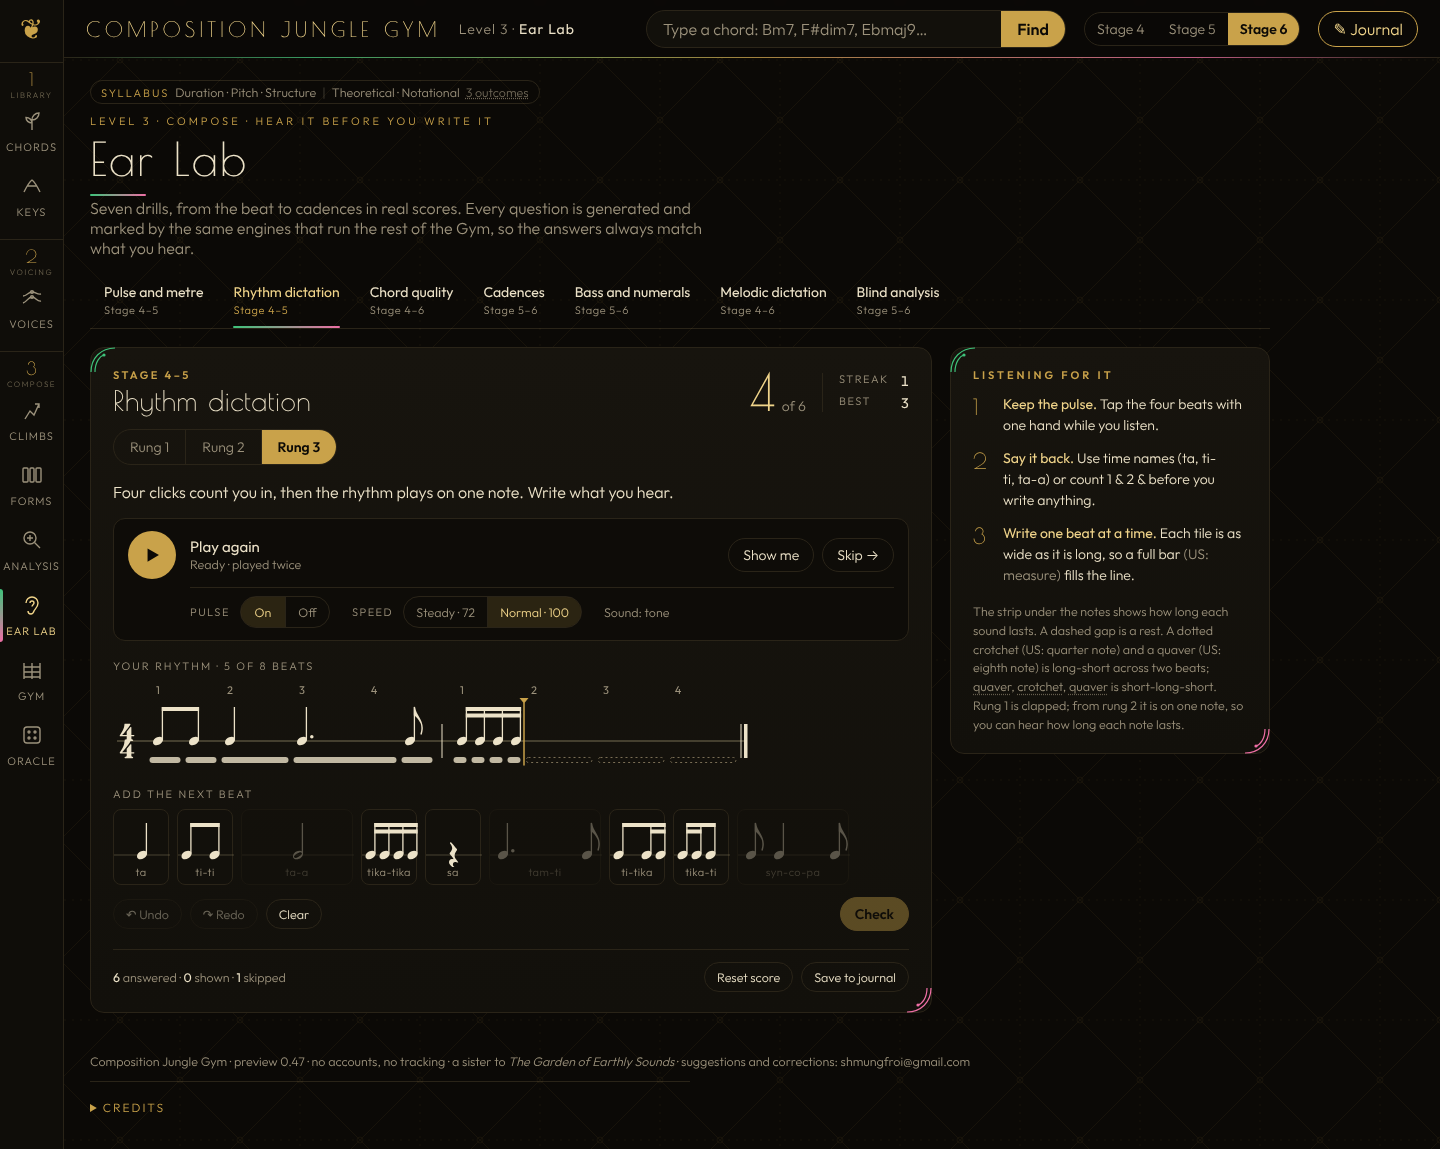 COMPOSITION JUNGLE GYM
Level 3 · Ear Lab
Type a chord: Bm7, F#dim7, Ebmaj9...
Find
Stage 4
Stage 5
Stage 6
✎ Journal
1
LIBRARY
CHORDS
KEYS
2
VOICING
VOICES
3
COMPOSE
CLIMBS
FORMS
ANALYSIS
EAR LAB
GYM
ORACLE
SYLLABUS Duration · Pitch · Structure | Theoretical · Notational 3 outcomes
LEVEL 3 · COMPOSE · HEAR IT BEFORE YOU WRITE IT
Ear Lab
Seven drills, from the beat to cadences in real scores. Every question is generated and
marked by the same engines that run the rest of the Gym, so the answers always match
what you hear.
Pulse and metre
Stage 4–5
Rhythm dictation
Stage 4–5
Chord quality
Stage 4–6
Cadences
Stage 5–6
Bass and numerals
Stage 5–6
Melodic dictation
Stage 4–6
Blind analysis
Stage 5–6
STAGE 4–5
Rhythm dictation
4 of 6
STREAK 1
BEST 3
Rung 1
Rung 2
Rung 3
Four clicks count you in, then the rhythm plays on one note. Write what you hear.
Play again
Ready · played twice
Show me
Skip →
PULSE On Off
SPEED Steady · 72 Normal · 100
Sound: tone
YOUR RHYTHM · 5 OF 8 BEATS
1 2 3 4 1 2 3 4
4
4
ADD THE NEXT BEAT
ta
ti-ti
ta-a
tika-tika
sa
tam-ti
ti-tika
tika-ti
syn-co-pa
↶ Undo
↷ Redo
Clear
Check
6 answered · 0 shown · 1 skipped
Reset score
Save to journal
LISTENING FOR IT
1 Keep the pulse. Tap the four beats with
one hand while you listen.
2 Say it back. Use time names (ta, ti-
ti, ta-a) or count 1 & 2 & before you
write anything.
3 Write one beat at a time. Each tile is as
wide as it is long, so a full bar (US:
measure) fills the line.
The strip under the notes shows how long each
sound lasts. A dashed gap is a rest. A dotted
crotchet (US: quarter note) and a quaver (US:
eighth note) is long-short across two beats;
quaver, crotchet, quaver is short-long-short.
Rung 1 is clapped; from rung 2 it is on one note, so
you can hear how long each note lasts.
Composition Jungle Gym · preview 0.47 · no accounts, no tracking · a sister to The Garden of Earthly Sounds · suggestions and corrections: shmungfroi@gmail.com
CREDITS